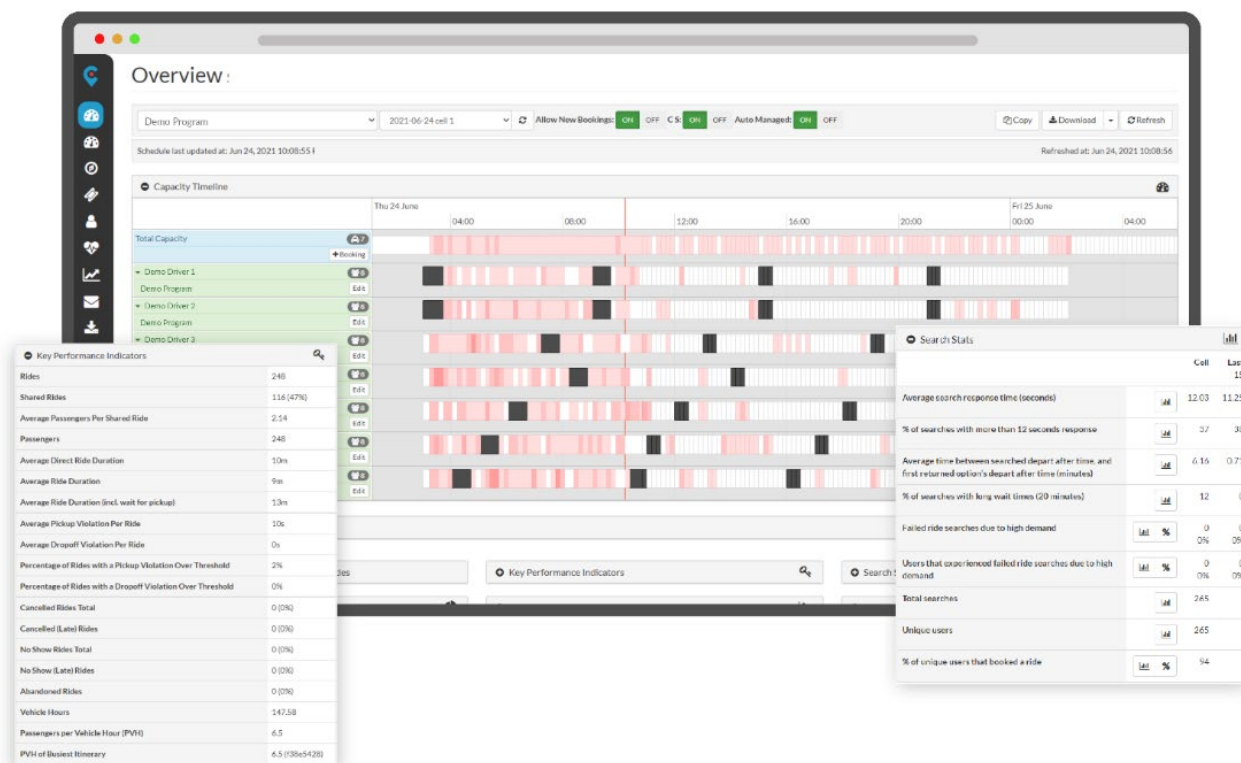 Overview
Demo Program
2021-06-24 cell 1
Allow New Bookings: ON OFF C S: ON OFF Auto Managed: ON OFF
Copy
Download
Refresh
Schedule last updated at: Jun 24, 2021 10:08:55
Refreshed at: Jun 24, 2021 10:08:56
Capacity Timeline
Thu 24 June
Fri 25 June
04:00 08:00 12:00 16:00 20:00 00:00 04:00
Total Capacity
7
+Booking
Demo Driver 1
8
Demo Program
Edit
Demo Driver 2
8
Demo Program
Edit
Demo Driver 3
8
Edit
8
Edit
8
Edit
8
Edit
8
Edit
Key Performance Indicators
Rides 248
Shared Rides 116 (47%)
Average Passengers Per Shared Ride 2.14
Passengers 248
Average Direct Ride Duration 10m
Average Ride Duration 9m
Average Ride Duration (incl. wait for pickup) 13m
Average Pickup Violation Per Ride 10s
Average Dropoff Violation Per Ride 0s
Percentage of Rides with a Pickup Violation Over Threshold 2%
Percentage of Rides with a Dropoff Violation Over Threshold 0%
Cancelled Rides Total 0 (0%)
Cancelled (Late) Rides 0 (0%)
No Show Rides Total 0 (0%)
No Show (Late) Rides 0 (0%)
Abandoned Rides 0 (0%)
Vehicle Hours 147.58
Passengers per Vehicle Hour (PVH) 6.5
PVH of Busiest Itinerary 6.5 (f38e5428)
Key Performance Indicators
Search
Search Stats
Cell
15
Average search response time (seconds) 12.03 11.25
% of searches with more than 12 seconds response 37
Average time between searched depart after time, and
first returned option's depart after time (minutes) 6.16 0.71
% of searches with long wait times (20 minutes) 12
Failed ride searches due to high demand 0
% 0%
Users that experienced failed ride searches due to high
demand 0
% 0%
Total searches 265
Unique users 265
% of unique users that booked a ride % 94